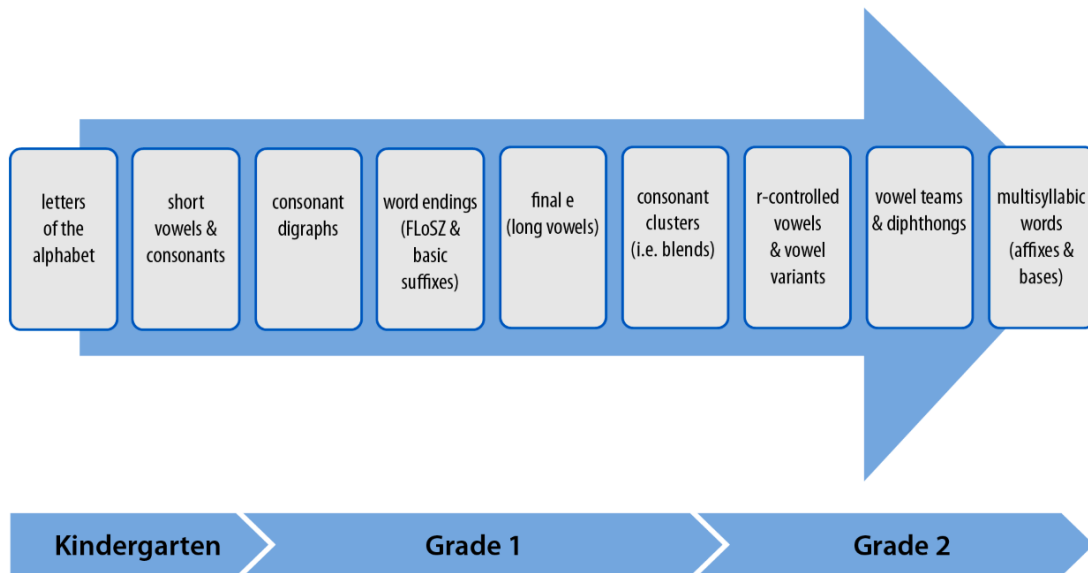 letters
of the
alphabet
short
vowels &
consonants
consonant
digraphs
word endings
(FLoSZ &
basic
suffixes)
final e
(long vowels)
consonant
clusters
(i.e. blends)
r-controlled
vowels
& vowel
variants
vowel teams
& diphthongs
multisyllabic
words
(affixes &
bases)
Kindergarten
Grade 1
Grade 2